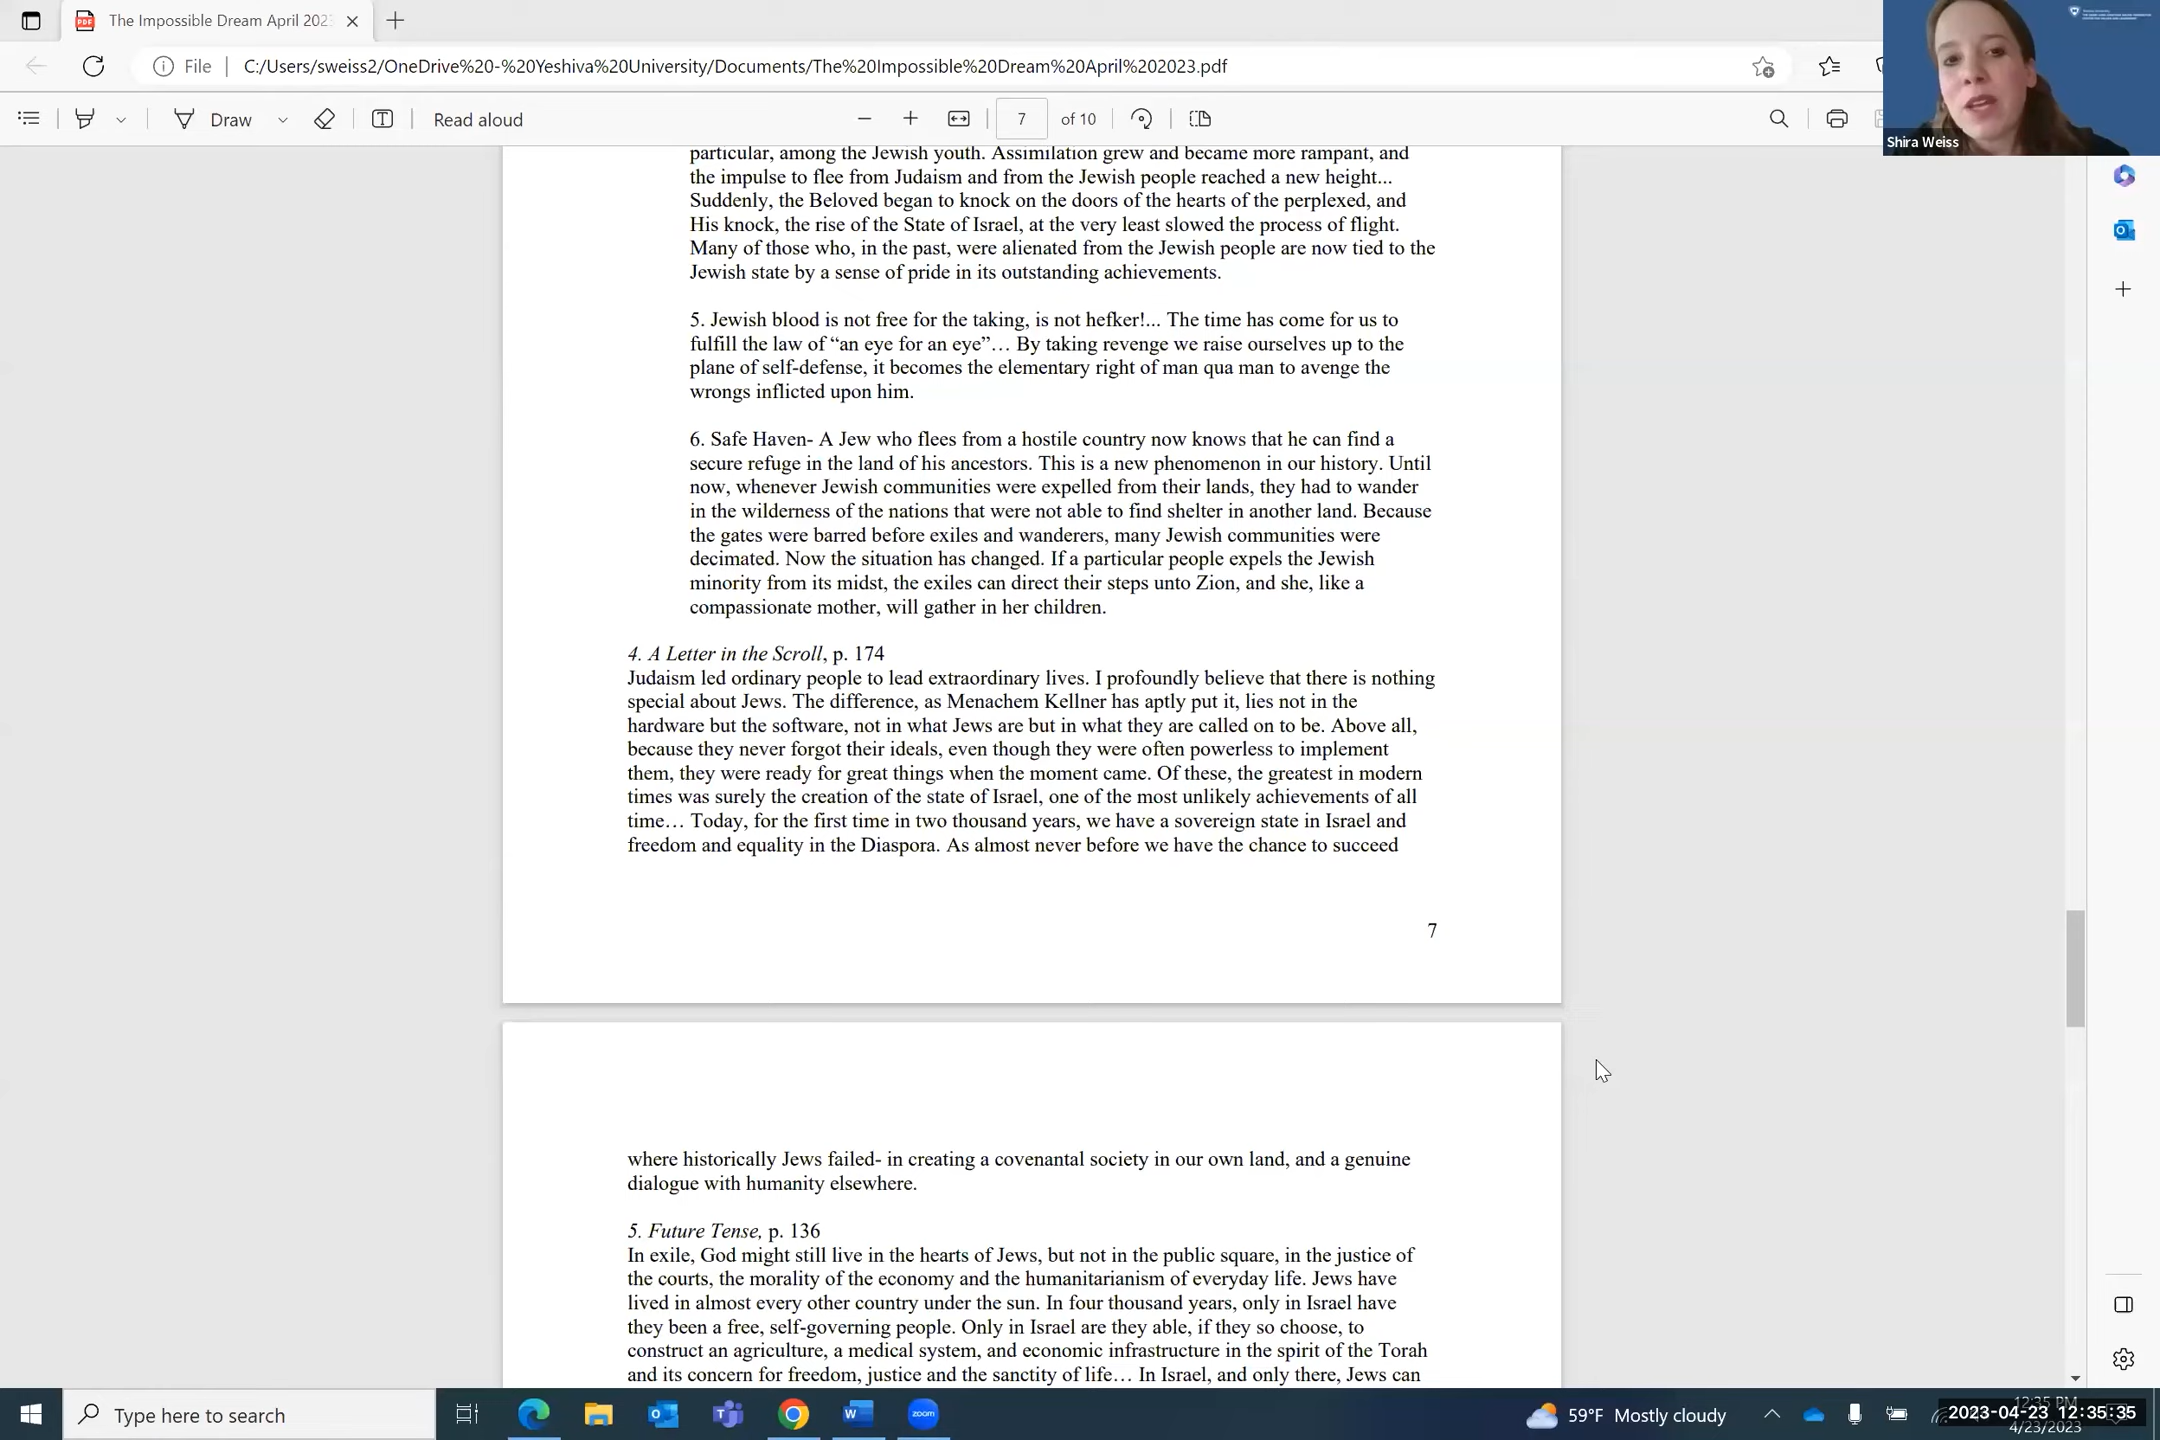 The Impossible Dream April 202
File
C:/Users/sweiss2/OneDrive%20-%20Yeshiva%20University/Documents/The%20Impossible%20Dream%20April%202023.pdf
Draw
Read aloud
7
of 10
Shira Weiss
particular, among the Jewish youth. Assimilation grew and became more rampant, and
the impulse to flee from Judaism and from the Jewish people reached a new height...
Suddenly, the Beloved began to knock on the doors of the hearts of the perplexed, and
His knock, the rise of the State of Israel, at the very least slowed the process of flight.
Many of those who, in the past, were alienated from the Jewish people are now tied to the
Jewish state by a sense of pride in its outstanding achievements.
5. Jewish blood is not free for the taking, is not hefker!... The time has come for us to
fulfill the law of “an eye for an eye”… By taking revenge we raise ourselves up to the
plane of self-defense, it becomes the elementary right of man qua man to avenge the
wrongs inflicted upon him.
6. Safe Haven- A Jew who flees from a hostile country now knows that he can find a
secure refuge in the land of his ancestors. This is a new phenomenon in our history. Until
now, whenever Jewish communities were expelled from their lands, they had to wander
in the wilderness of the nations that were not able to find shelter in another land. Because
the gates were barred before exiles and wanderers, many Jewish communities were
decimated. Now the situation has changed. If a particular people expels the Jewish
minority from its midst, the exiles can direct their steps unto Zion, and she, like a
compassionate mother, will gather in her children.
4. A Letter in the Scroll, p. 174
Judaism led ordinary people to lead extraordinary lives. I profoundly believe that there is nothing
special about Jews. The difference, as Menachem Kellner has aptly put it, lies not in the
hardware but the software, not in what Jews are but in what they are called on to be. Above all,
because they never forgot their ideals, even though they were often powerless to implement
them, they were ready for great things when the moment came. Of these, the greatest in modern
times was surely the creation of the state of Israel, one of the most unlikely achievements of all
time… Today, for the first time in two thousand years, we have a sovereign state in Israel and
freedom and equality in the Diaspora. As almost never before we have the chance to succeed
7
where historically Jews failed- in creating a covenantal society in our own land, and a genuine
dialogue with humanity elsewhere.
5. Future Tense, p. 136
In exile, God might still live in the hearts of Jews, but not in the public square, in the justice of
the courts, the morality of the economy and the humanitarianism of everyday life. Jews have
lived in almost every other country under the sun. In four thousand years, only in Israel have
they been a free, self-governing people. Only in Israel are they able, if they so choose, to
construct an agriculture, a medical system, and economic infrastructure in the spirit of the Torah
and its concern for freedom, justice and the sanctity of life… In Israel, and only there, Jews can
Type here to search
zoom
59°F Mostly cloudy
12:35 PM
2023-04-23 12:35:35
4/23/2023